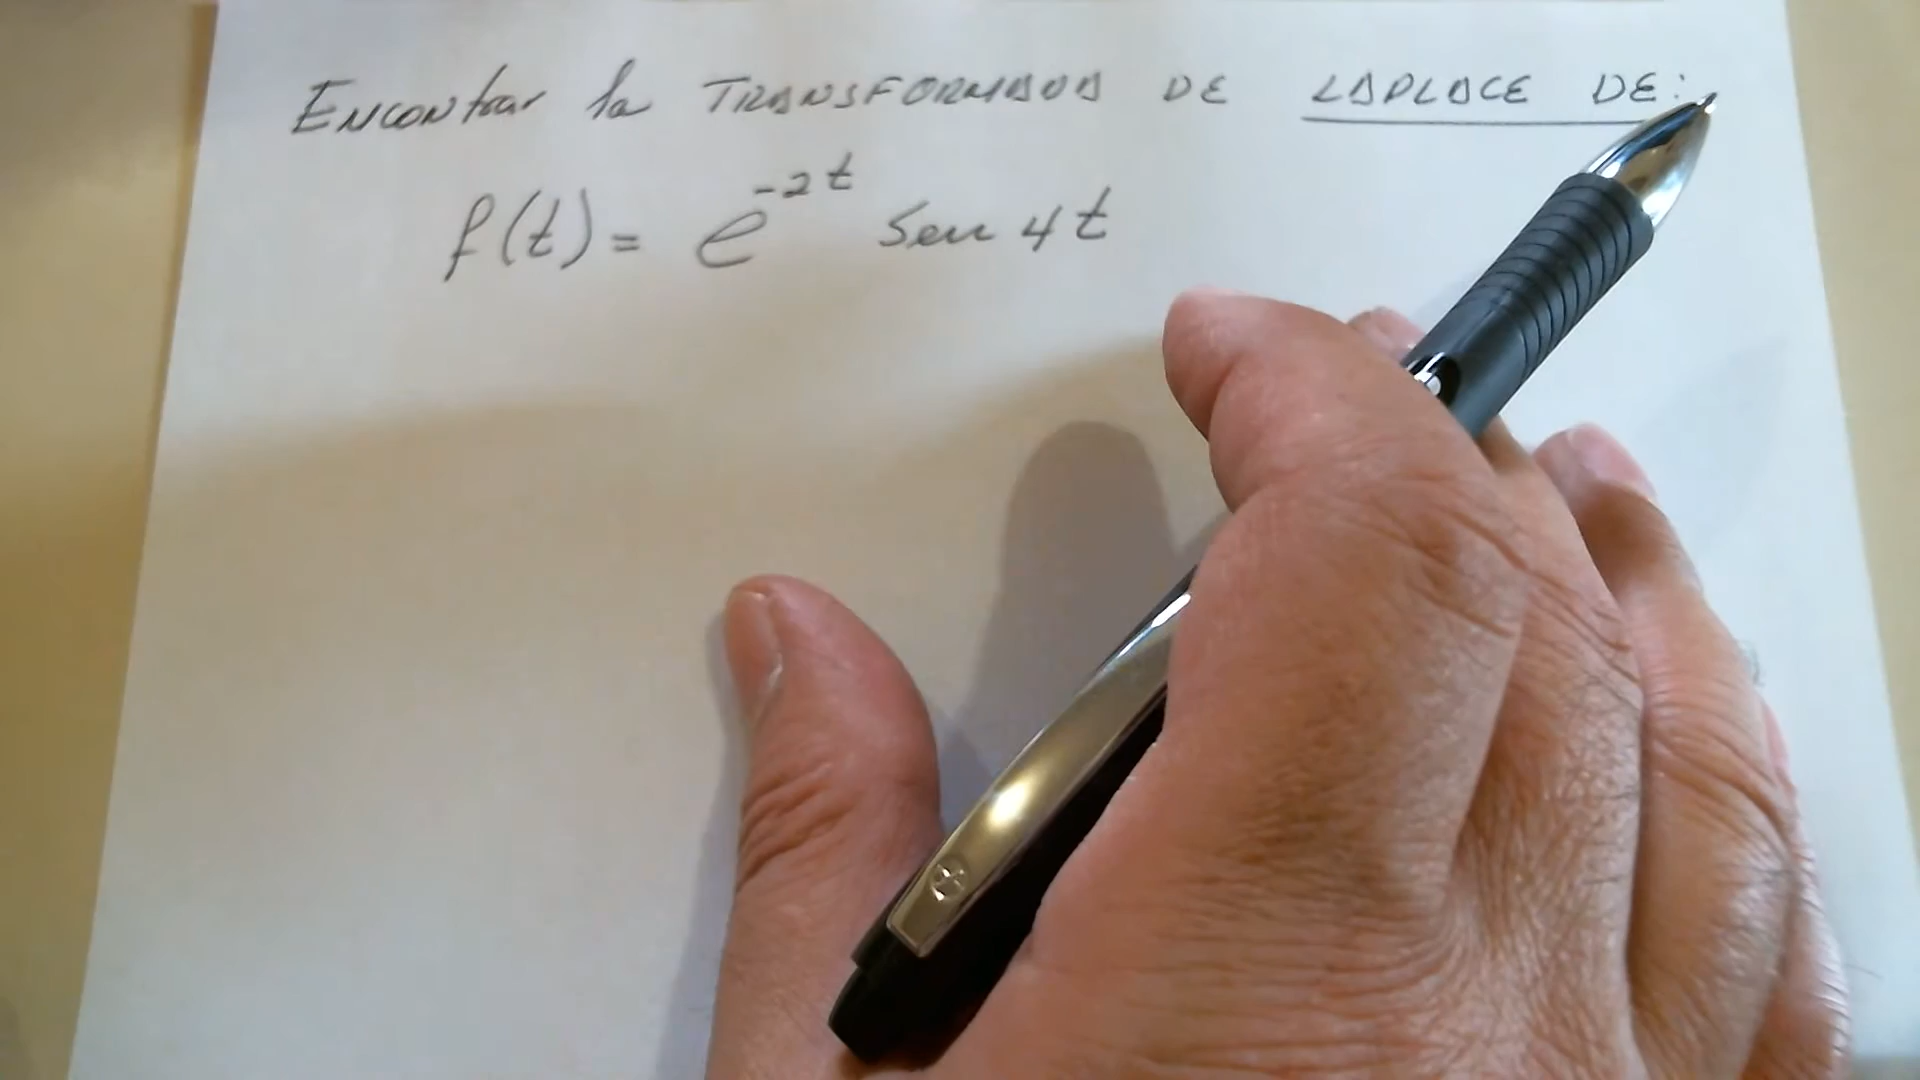 Encontrar la TRANSFORMADA DE LAPLACE DE:
f(t) = e^{-2t} Sen 4t